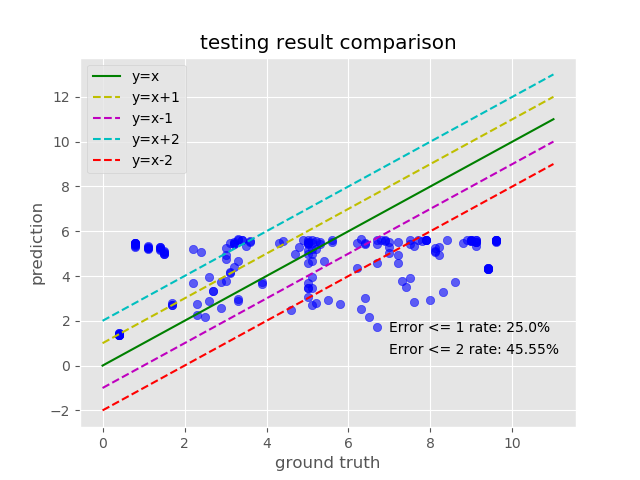 testing result comparison
y=x
y=x+1
y=x-1
y=x+2
y=x-2
12
10
8
6
4
2
0
−2
prediction
Error <= 1 rate: 25.0%
Error <= 2 rate: 45.55%
0 2 4 6 8 10
ground truth